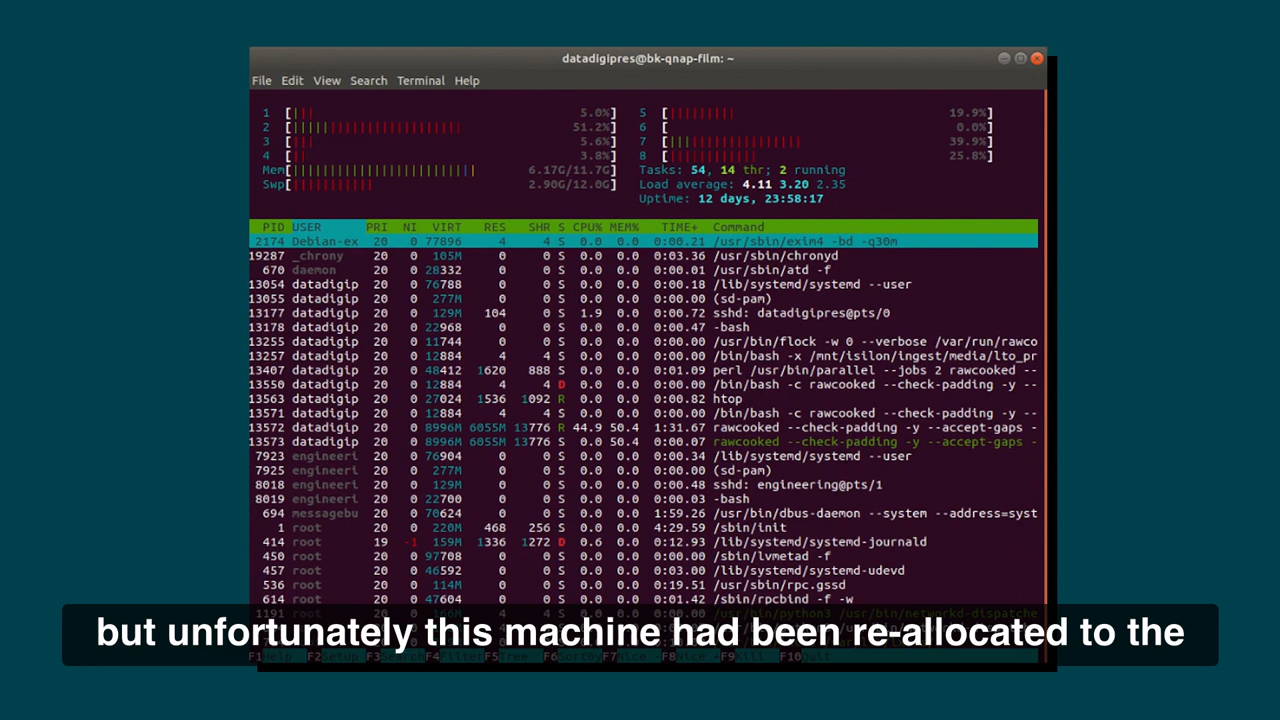 datadigipres@bk-qnap-film: ~
File Edit View Search Terminal Help
1 [||| 5.0%] 5 [||||||||| 19.9%]
2 [||||||||||||||||||||||| 51.2%] 6 [ 0.0%]
3 [||| 5.6%] 7 [|||||||||||||||||| 39.9%]
4 [|| 3.8%] 8 [|||||||||||| 25.8%]
Mem[||||||||||||||||||||||||| 6.17G/11.7G] Tasks: 54, 14 thr; 2 running
Swp[||||||||||| 2.90G/12.0G] Load average: 4.11 3.20 2.35
Uptime: 12 days, 23:58:17
PID USER PRI NI VIRT RES SHR S CPU% MEM% TIME+ Command
2174 Debian-ex 20 0 77896 4 4 S 0.0 0.0 0:00.21 /usr/sbin/exim4 -bd -q30m
19287 _chrony 20 0 105M 0 0 S 0.0 0.0 0:03.36 /usr/sbin/chronyd
670 daemon 20 0 28332 0 0 S 0.0 0.0 0:00.01 /usr/sbin/atd -f
13054 datadigip 20 0 76788 0 0 S 0.0 0.0 0:00.18 /lib/systemd/systemd --user
13055 datadigip 20 0 277M 0 0 S 0.0 0.0 0:00.00 (sd-pam)
13177 datadigip 20 0 129M 104 0 S 1.9 0.0 0:00.72 sshd: datadigipres@pts/0
13178 datadigip 20 0 22968 0 0 S 0.0 0.0 0:00.47 -bash
13255 datadigip 20 0 11744 0 0 S 0.0 0.0 0:00.00 /usr/bin/flock -w 0 --verbose /var/run/rawco
13257 datadigip 20 0 12884 4 4 S 0.0 0.0 0:00.00 /bin/bash -x /mnt/isilon/ingest/media/lto_pr
13407 datadigip 20 0 48412 1620 888 S 0.0 0.0 0:01.09 perl /usr/bin/parallel --jobs 2 rawcooked --
13550 datadigip 20 0 12884 4 4 D 0.0 0.0 0:00.00 /bin/bash -c rawcooked --check-padding -y --
13563 datadigip 20 0 27024 1536 1092 R 0.0 0.0 0:00.82 htop
13571 datadigip 20 0 12884 4 4 S 0.0 0.0 0:00.00 /bin/bash -c rawcooked --check-padding -y --
13572 datadigip 20 0 8996M 6055M 13776 R 44.9 50.4 1:31.67 rawcooked --check-padding -y --accept-gaps -
13573 datadigip 20 0 8996M 6055M 13776 S 0.0 50.4 0:00.07 rawcooked --check-padding -y --accept-gaps -
7923 engineeri 20 0 76904 0 0 S 0.0 0.0 0:00.34 /lib/systemd/systemd --user
7925 engineeri 20 0 277M 0 0 S 0.0 0.0 0:00.00 (sd-pam)
8018 engineeri 20 0 129M 0 0 S 0.0 0.0 0:00.48 sshd: engineering@pts/1
8019 engineeri 20 0 22700 0 0 S 0.0 0.0 0:00.03 -bash
694 messagebu 20 0 70624 0 0 S 0.0 0.0 1:59.26 /usr/bin/dbus-daemon --system --address=syst
1 root 20 0 220M 468 256 S 0.0 0.0 4:29.59 /sbin/init
414 root 19 -1 159M 1336 1272 D 0.6 0.0 0:12.93 /lib/systemd/systemd-journald
450 root 20 0 97708 0 0 S 0.0 0.0 0:00.00 /sbin/lvmetad -f
457 root 20 0 46592 0 0 S 0.0 0.0 0:03.00 /lib/systemd/systemd-udevd
536 root 20 0 114M 0 0 S 0.0 0.0 0:19.51 /usr/sbin/rpc.gssd
614 root 20 0 47604 0 0 S 0.0 0.0 0:01.42 /sbin/rpcbind -f -w
1191 root 20 0 166M 0 0 S 0.0 0.0 /usr/bin/python3 /usr/bin/networkd-dispatche
but unfortunately this machine had been re-allocated to the
F1Help F2Setup F3Search F4Filter F5Tree F6SortBy F7Nice - F8Nice + F9Kill F10Quit